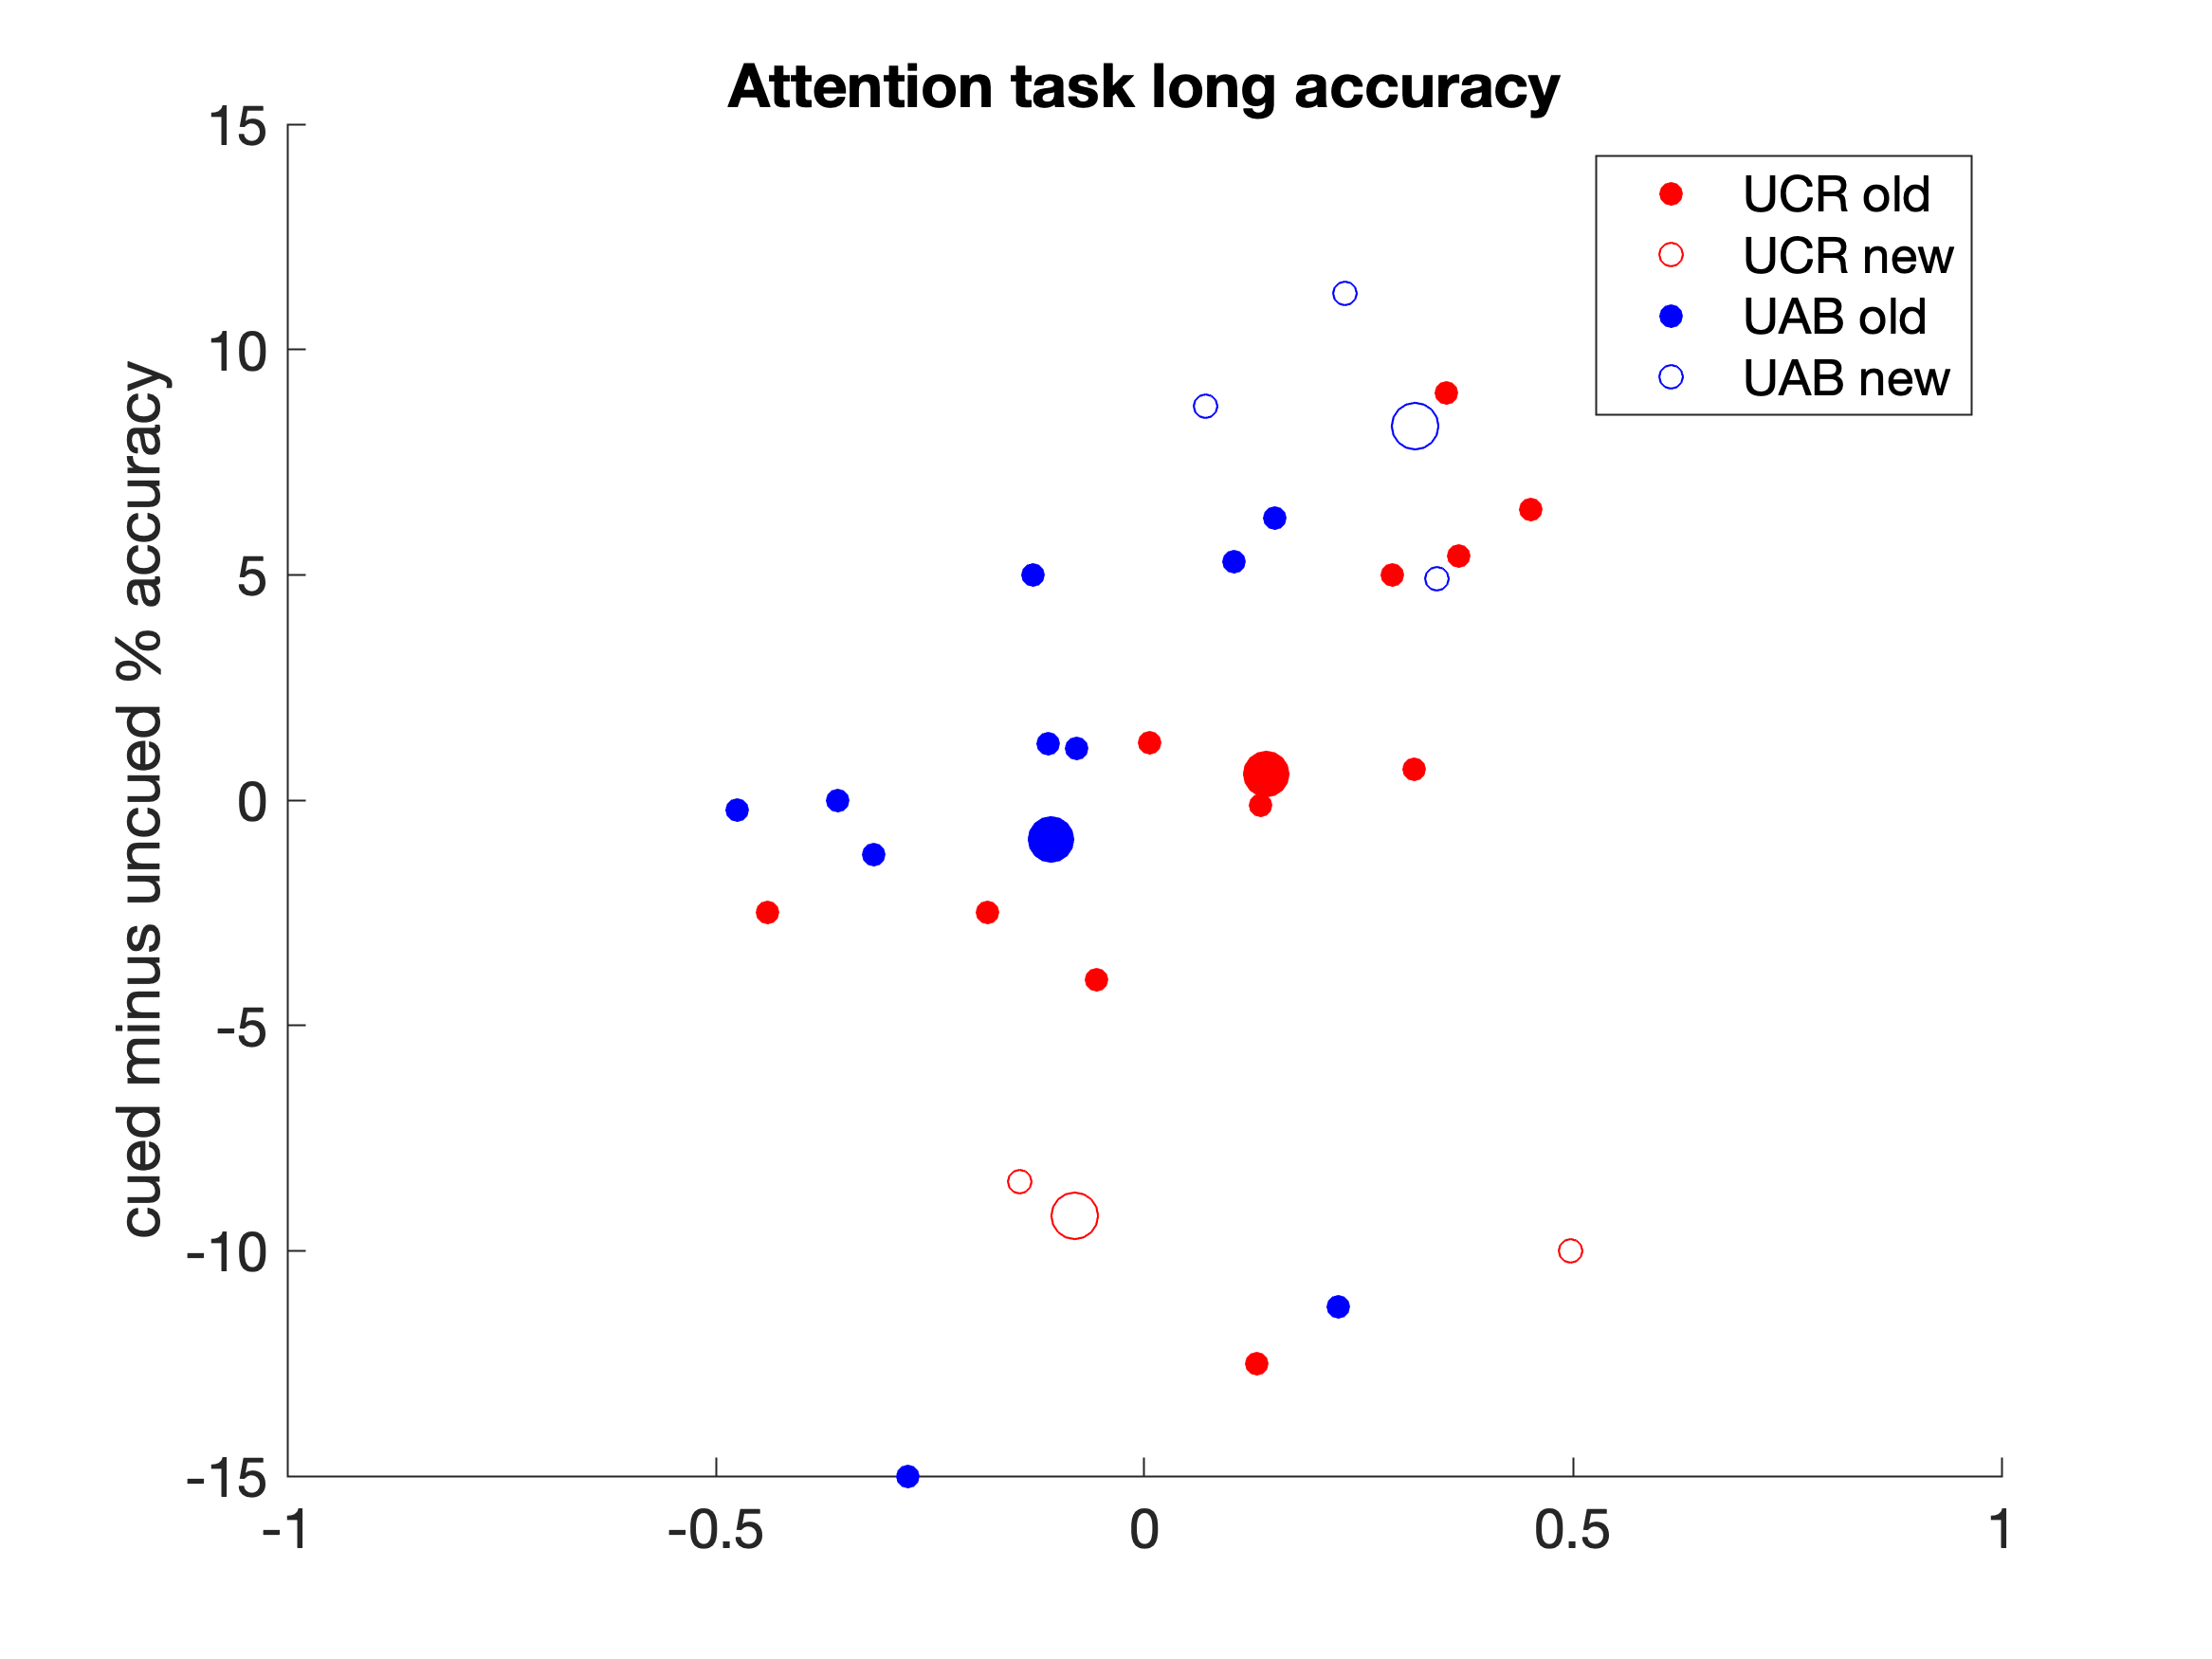 Attention task long accuracy
15
10
5
0
-5
-10
-15
cued minus uncued % accuracy
-1
-0.5
0
0.5
1
UCR old
UCR new
UAB old
UAB new